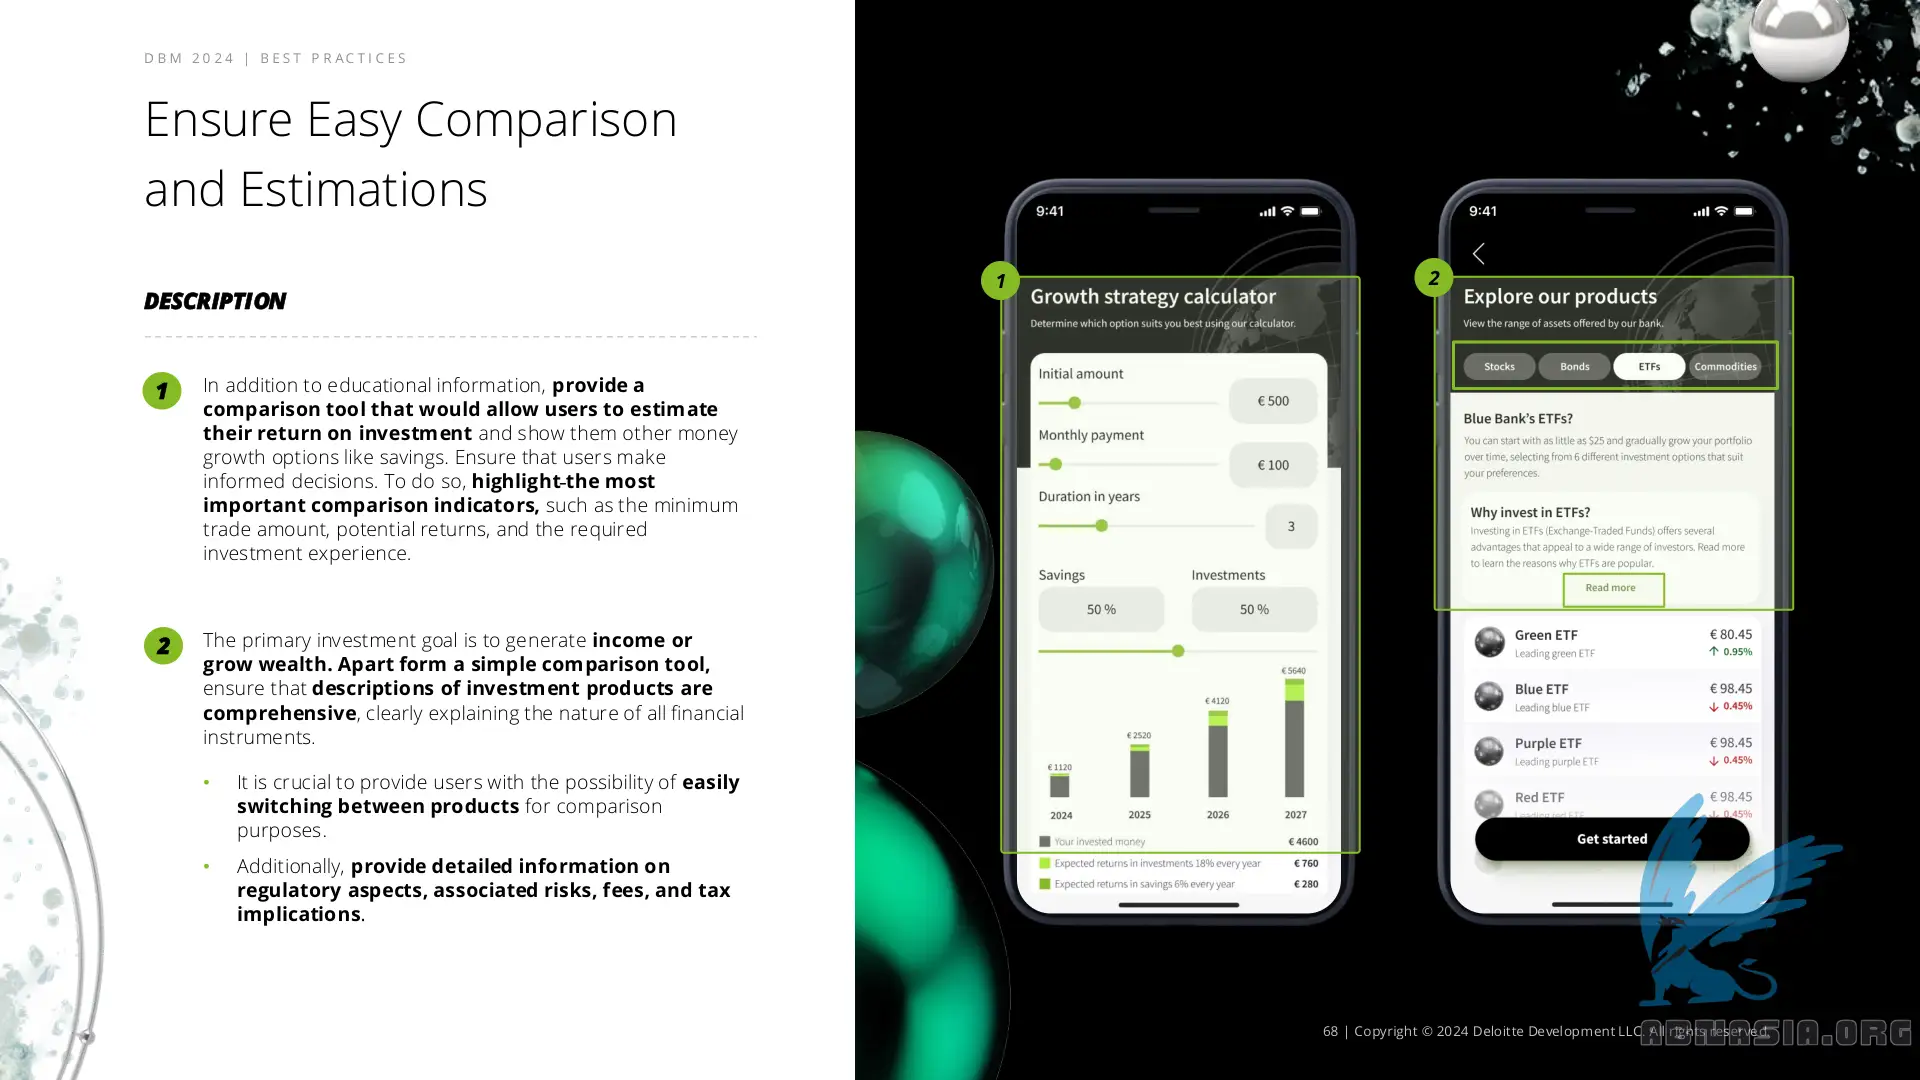 DBM 2024 | BEST PRACTICES
Ensure Easy Comparison
and Estimations
DESCRIPTION
1
In addition to educational information, provide a
comparison tool that would allow users to estimate
their return on investment and show them other money
growth options like savings. Ensure that users make
informed decisions. To do so, highlight-the most
important comparison indicators, such as the minimum
trade amount, potential returns, and the required
investment experience.
2
The primary investment goal is to generate income or
grow wealth. Apart form a simple comparison tool,
ensure that descriptions of investment products are
comprehensive, clearly explaining the nature of all financial
instruments.
• It is crucial to provide users with the possibility of easily
switching between products for comparison
purposes.
• Additionally, provide detailed information on
regulatory aspects, associated risks, fees, and tax
implications.
9:41
1
Growth strategy calculator
Determine which option suits you best using our calculator.
Initial amount
€ 500
Monthly payment
€ 100
Duration in years
3
Savings Investments
50 % 50 %
€ 1120 € 2520 € 4120 € 5640
2024 2025 2026 2027
Your invested money € 4600
Expected returns in investments 18% every year € 760
Expected returns in savings 6% every year € 280
9:41
2
Explore our products
View the range of assets offered by our bank.
Stocks Bonds ETFs Commodities
Blue Bank's ETFs?
You can start with as little as $25 and gradually grow your portfolio
over time, selecting from 6 different investment options that suit
your preferences.
Why invest in ETFs?
Investing in ETFs (Exchange-Traded Funds) offers several
advantages that appeal to a wide range of investors. Read more
to learn the reasons why ETFs are popular.
Read more
Green ETF € 80.45
Leading green ETF ↑ 0.95%
Blue ETF € 98.45
Leading blue ETF ↓ 0.45%
Purple ETF € 98.45
Leading purple ETF ↓ 0.45%
Red ETF € 98.45
Leading red ETF ↓ 0.45%
Get started
68 | Copyright © 2024 Deloitte Development LLC. All rights reserved.
ABIIASIA.ORG